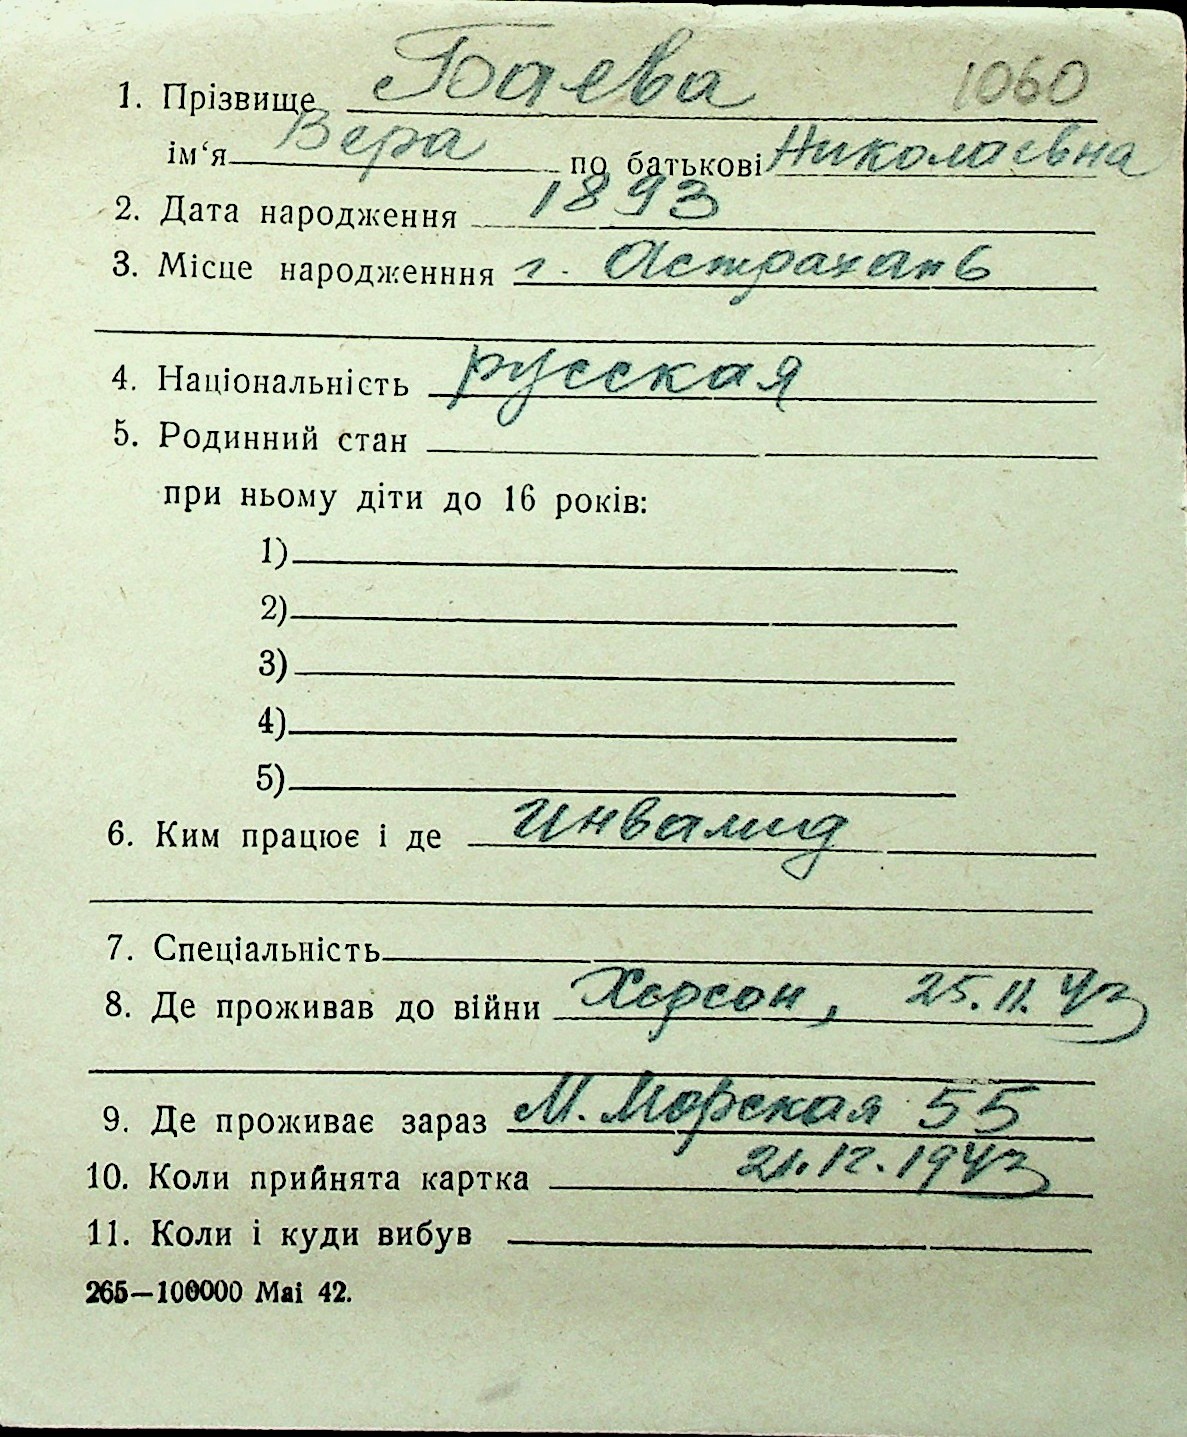 1. Прізвище Баева 1060
ім'я Вера по батькові Николаевна
2. Дата народження 1893
3. Місце народженння г. Астрахань
4. Національність русская
5. Родинний стан
при ньому діти до 16 років:
1)
2)
3)
4)
5)
6. Ким працює і де инвалид
7. Спеціальність
8. Де проживав до війни Херсон, 25.11.43
9. Де проживає зараз М. Морская 55
10. Коли прийнята картка 21.12.1943
11. Коли і куди вибув
265—100000 Маі 42.